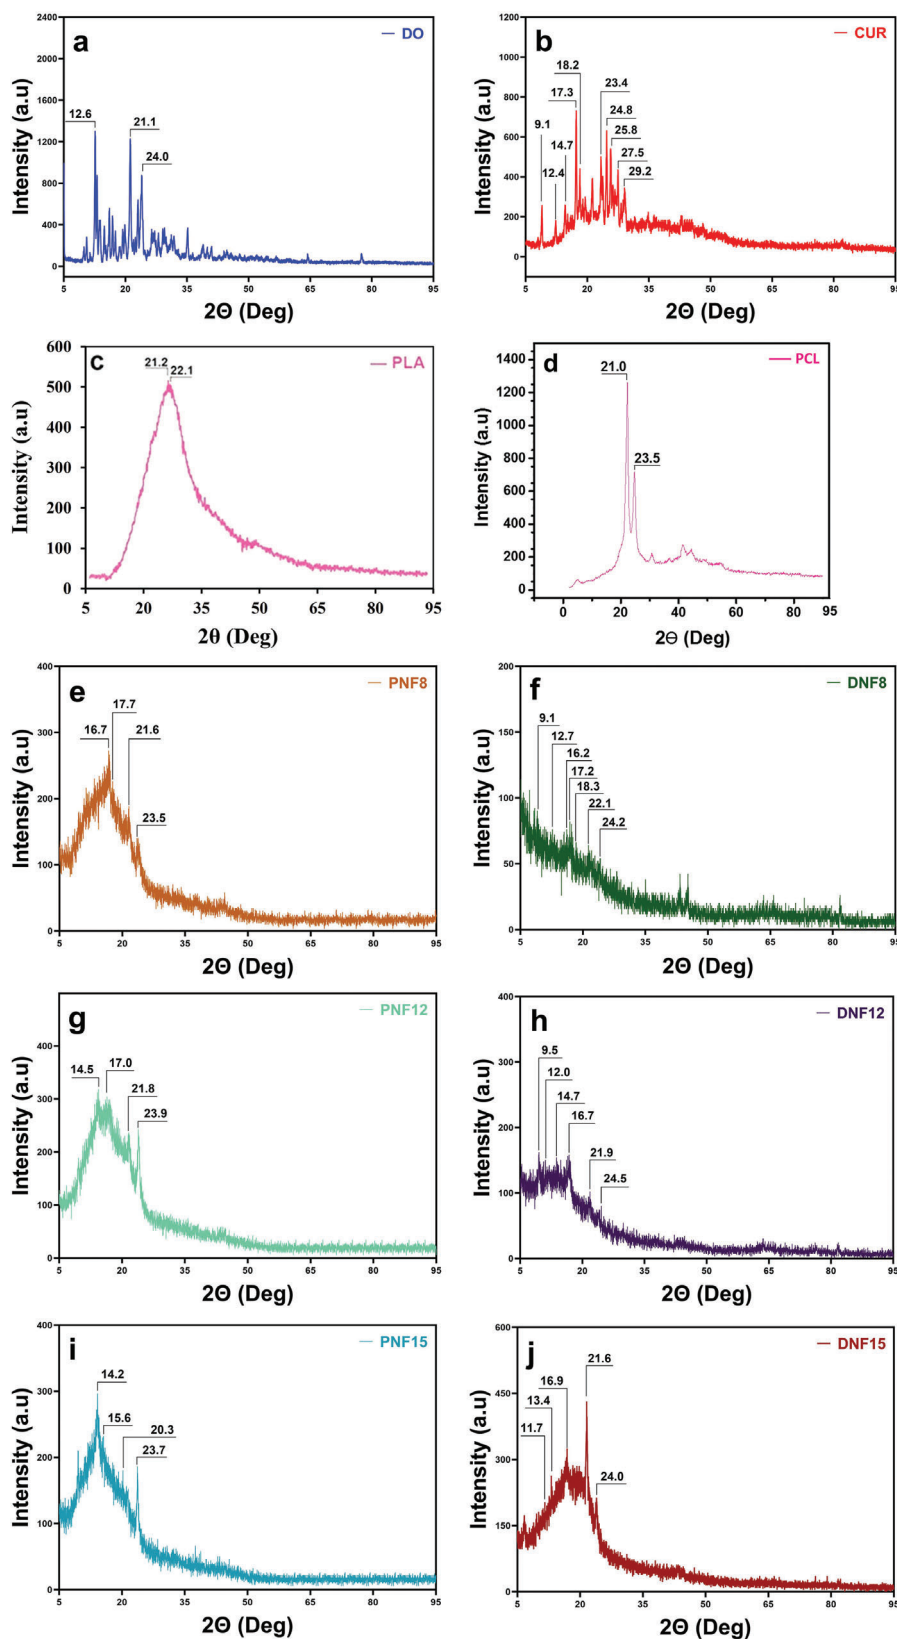 a
DO
Intensity (a.u)
2400
1800
1200
600
0
12.6
21.1
24.0
5 20 35 50 65 80 95
2Θ (Deg)
b
CUR
Intensity (a.u)
1200
1000
800
600
400
200
0
18.2
17.3
9.1
14.7
12.4
23.4
24.8
25.8
27.5
29.2
5 15 25 35 45 55 65 75 85 95
2Θ (Deg)
c
PLA
Intensity (a.u)
600
500
400
300
200
100
0
21.2
22.1
5 20 35 50 65 80 95
2θ (Deg)
d
PCL
Intensity (a.u)
1400
1200
1000
800
600
400
200
0
21.0
23.5
0 20 40 60 80 95
2Θ (Deg)
e
PNF8
Intensity (a.u)
400
300
200
100
0
17.7
16.7
21.6
23.5
5 20 35 50 65 80 95
2Θ (Deg)
f
DNF8
Intensity (a.u)
200
150
100
50
0
9.1
12.7
16.2
17.2
18.3
22.1
24.2
5 20 35 50 65 80 95
2Θ (Deg)
g
PNF12
Intensity (a.u)
400
300
200
100
0
14.5
17.0
21.8
23.9
5 20 35 50 65 80 95
2Θ (Deg)
h
DNF12
Intensity (a.u)
400
300
200
100
0
9.5
12.0
14.7
16.7
21.9
24.5
5 20 35 50 65 80 95
2Θ (Deg)
i
PNF15
Intensity (a.u)
400
300
200
100
0
14.2
15.6
20.3
23.7
5 20 35 50 65 80 95
2Θ (Deg)
j
DNF15
Intensity (a.u)
600
450
300
150
0
21.6
16.9
13.4
11.7
24.0
5 20 35 50 65 80 95
2Θ (Deg)